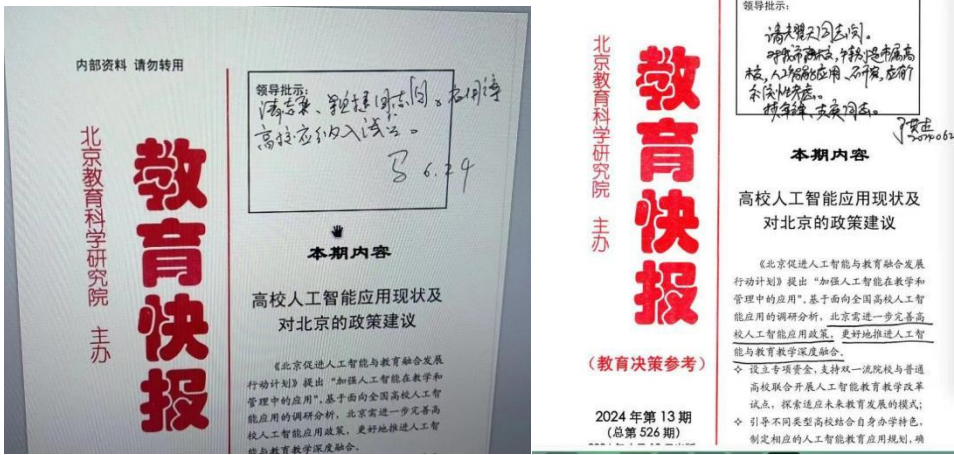 内部资料 请勿转用
北京教育科学研究院 主办
教育快报
领导批示：
高校应纳入试点。
6.24
本期内容
高校人工智能应用现状及
对北京的政策建议
《北京促进人工智能与教育融合发展
行动计划》提出“加强人工智能在教学和
管理中的应用”，基于面向全国高校人工智
能应用的调研分析，北京需进一步完善高
校人工智能应用政策，更好地推进人工智
能与教育教学深度融合。
北京教育科学研究院 主办
教育快报
（教育决策参考）
2024 年第 13 期
（总第 526 期）
领导批示：
本期内容
高校人工智能应用现状及
对北京的政策建议
《北京促进人工智能与教育融合发展
行动计划》提出“加强人工智能在教学和
管理中的应用”，基于面向全国高校人工智
能应用的调研分析，北京需进一步完善高
校人工智能应用政策，更好地推进人工智
能与教育教学深度融合。
❖ 设立专项资金，支持双一流院校与普通
高校联合开展人工智能教育教学改革
试点，探索适应未来教育发展的模式；
❖ 引导不同类型高校结合自身办学特色，
制定相应的人工智能教育应用规划，确